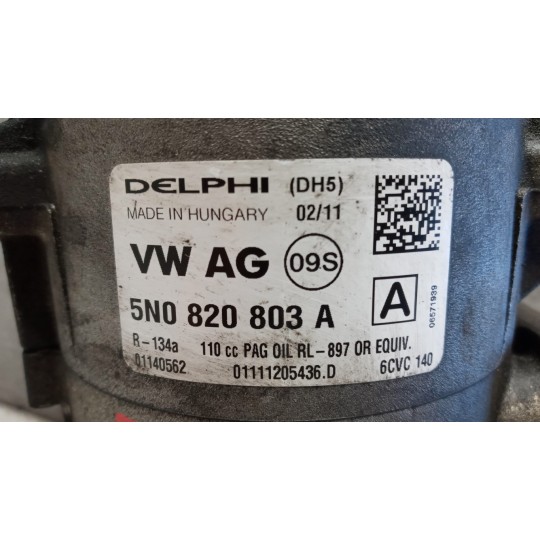 DELPHI (DH5)
MADE IN HUNGARY 02/11
VW AG 09S
5N0 820 803 A A
R-134a 110 cc PAG OIL RL-897 OR EQUIV.
01140562 01111205436.D 6CVC 140
06571939